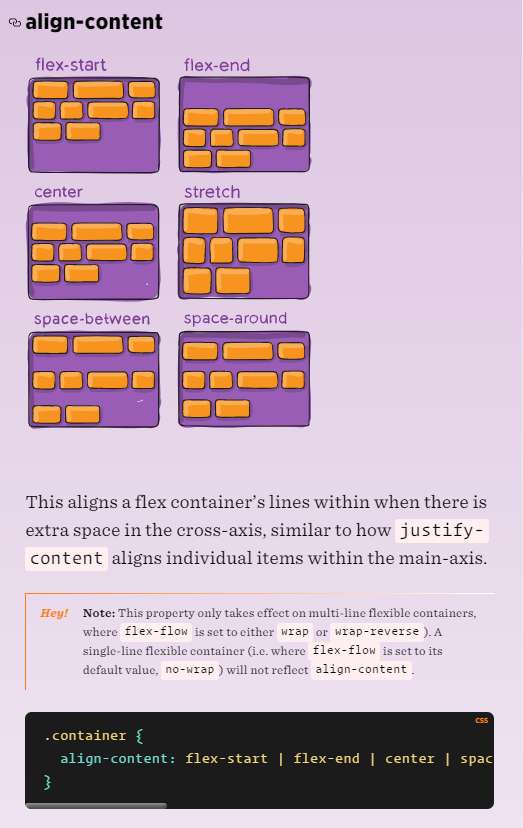 align-content
flex-start flex-end
center stretch
space-between space-around
This aligns a flex container’s lines within when there is
extra space in the cross-axis, similar to how justify-
content aligns individual items within the main-axis.
Hey! Note: This property only takes effect on multi-line flexible containers,
where flex-flow is set to either wrap or wrap-reverse ). A
single-line flexible container (i.e. where flex-flow is set to its
default value, no-wrap ) will not reflect align-content .
CSS
.container {
align-content: flex-start | flex-end | center | spac
}